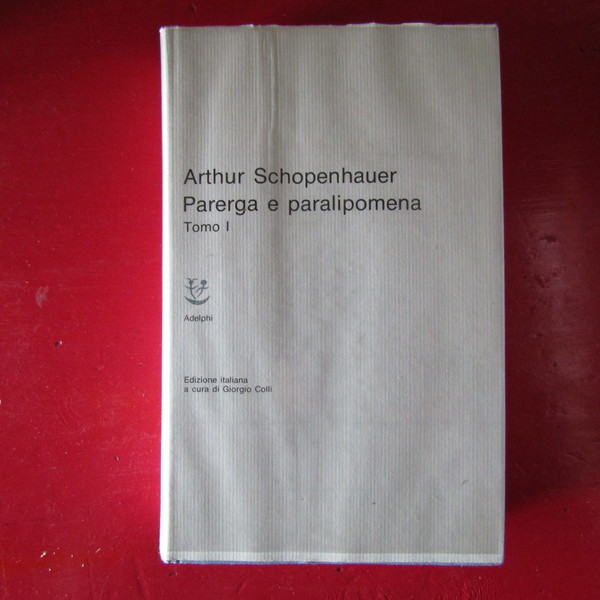 Arthur Schopenhauer
Parerga e paralipomena
Tomo I
Adelphi
Edizione italiana
a cura di Giorgio Colli